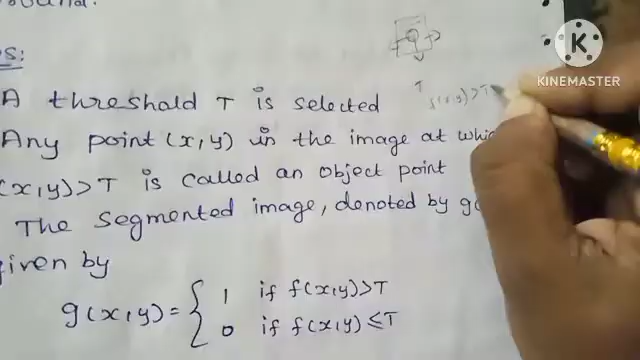 s:
KINEMASTER
A threshold T is selected
T
f(x,y)>T
Any point (x,y) in the image at whic
(x,y)>T is called an object point
The segmented image, denoted by g(
given by
g(x,y)= { 1 if f(x,y)>T
0 if f(x,y)≤T